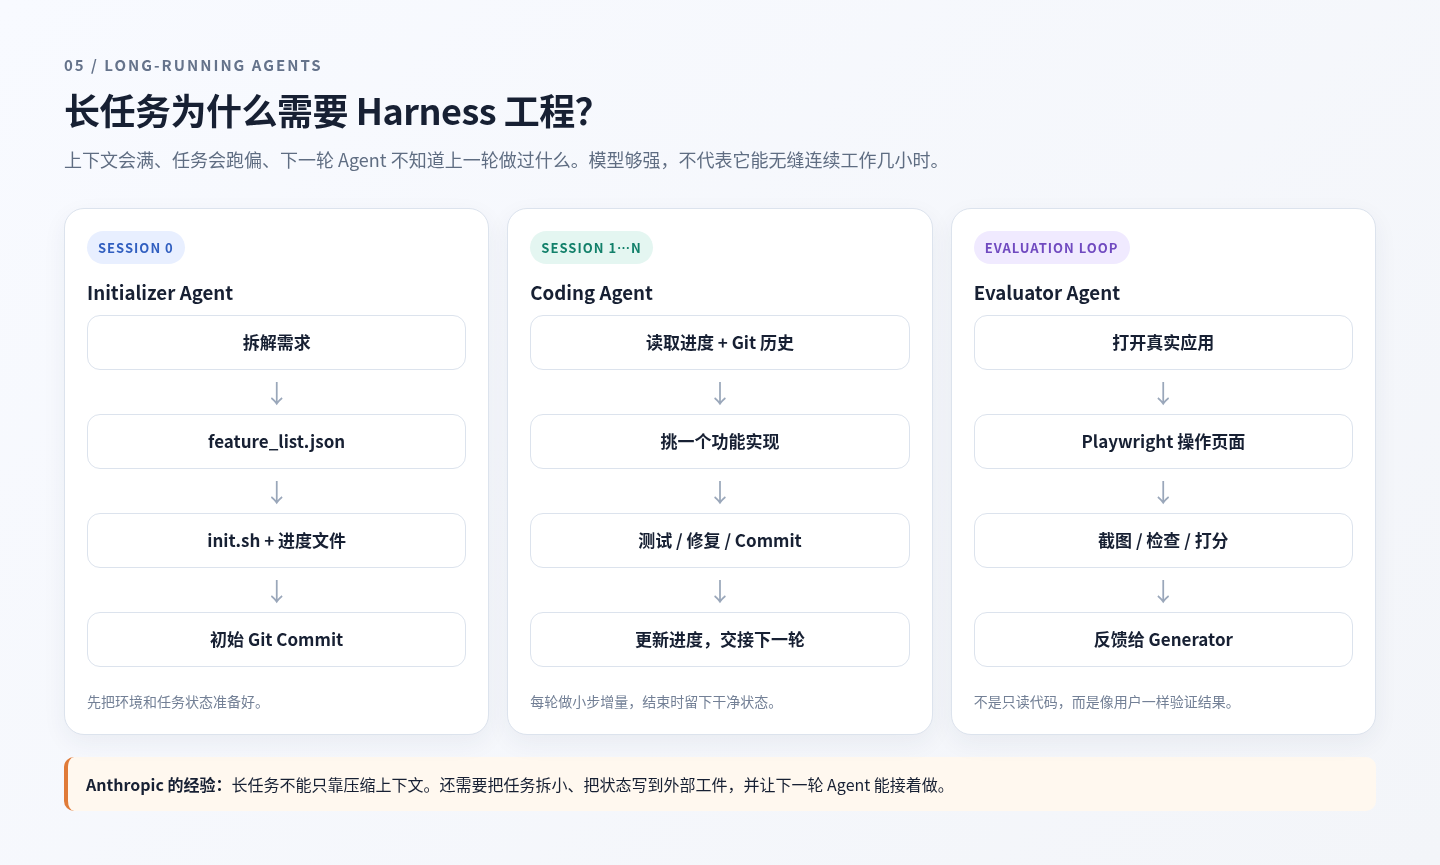 05 / LONG-RUNNING AGENTS
长任务为什么需要 Harness 工程？
上下文会满、任务会跑偏、下一轮 Agent 不知道上一轮做过什么。模型够强，不代表它能无缝连续工作几小时。
SESSION 0
Initializer Agent
拆解需求
↓
feature_list.json
↓
init.sh + 进度文件
↓
初始 Git Commit
先把环境和任务状态准备好。
SESSION 1…N
Coding Agent
读取进度 + Git 历史
↓
挑一个功能实现
↓
测试 / 修复 / Commit
↓
更新进度，交接下一轮
每轮做小步增量，结束时留下干净状态。
EVALUATION LOOP
Evaluator Agent
打开真实应用
↓
Playwright 操作页面
↓
截图 / 检查 / 打分
↓
反馈给 Generator
不是只读代码，而是像用户一样验证结果。
Anthropic 的经验：长任务不能只靠压缩上下文。还需要把任务拆小、把状态写到外部工件，并让下一轮 Agent 能接着做。